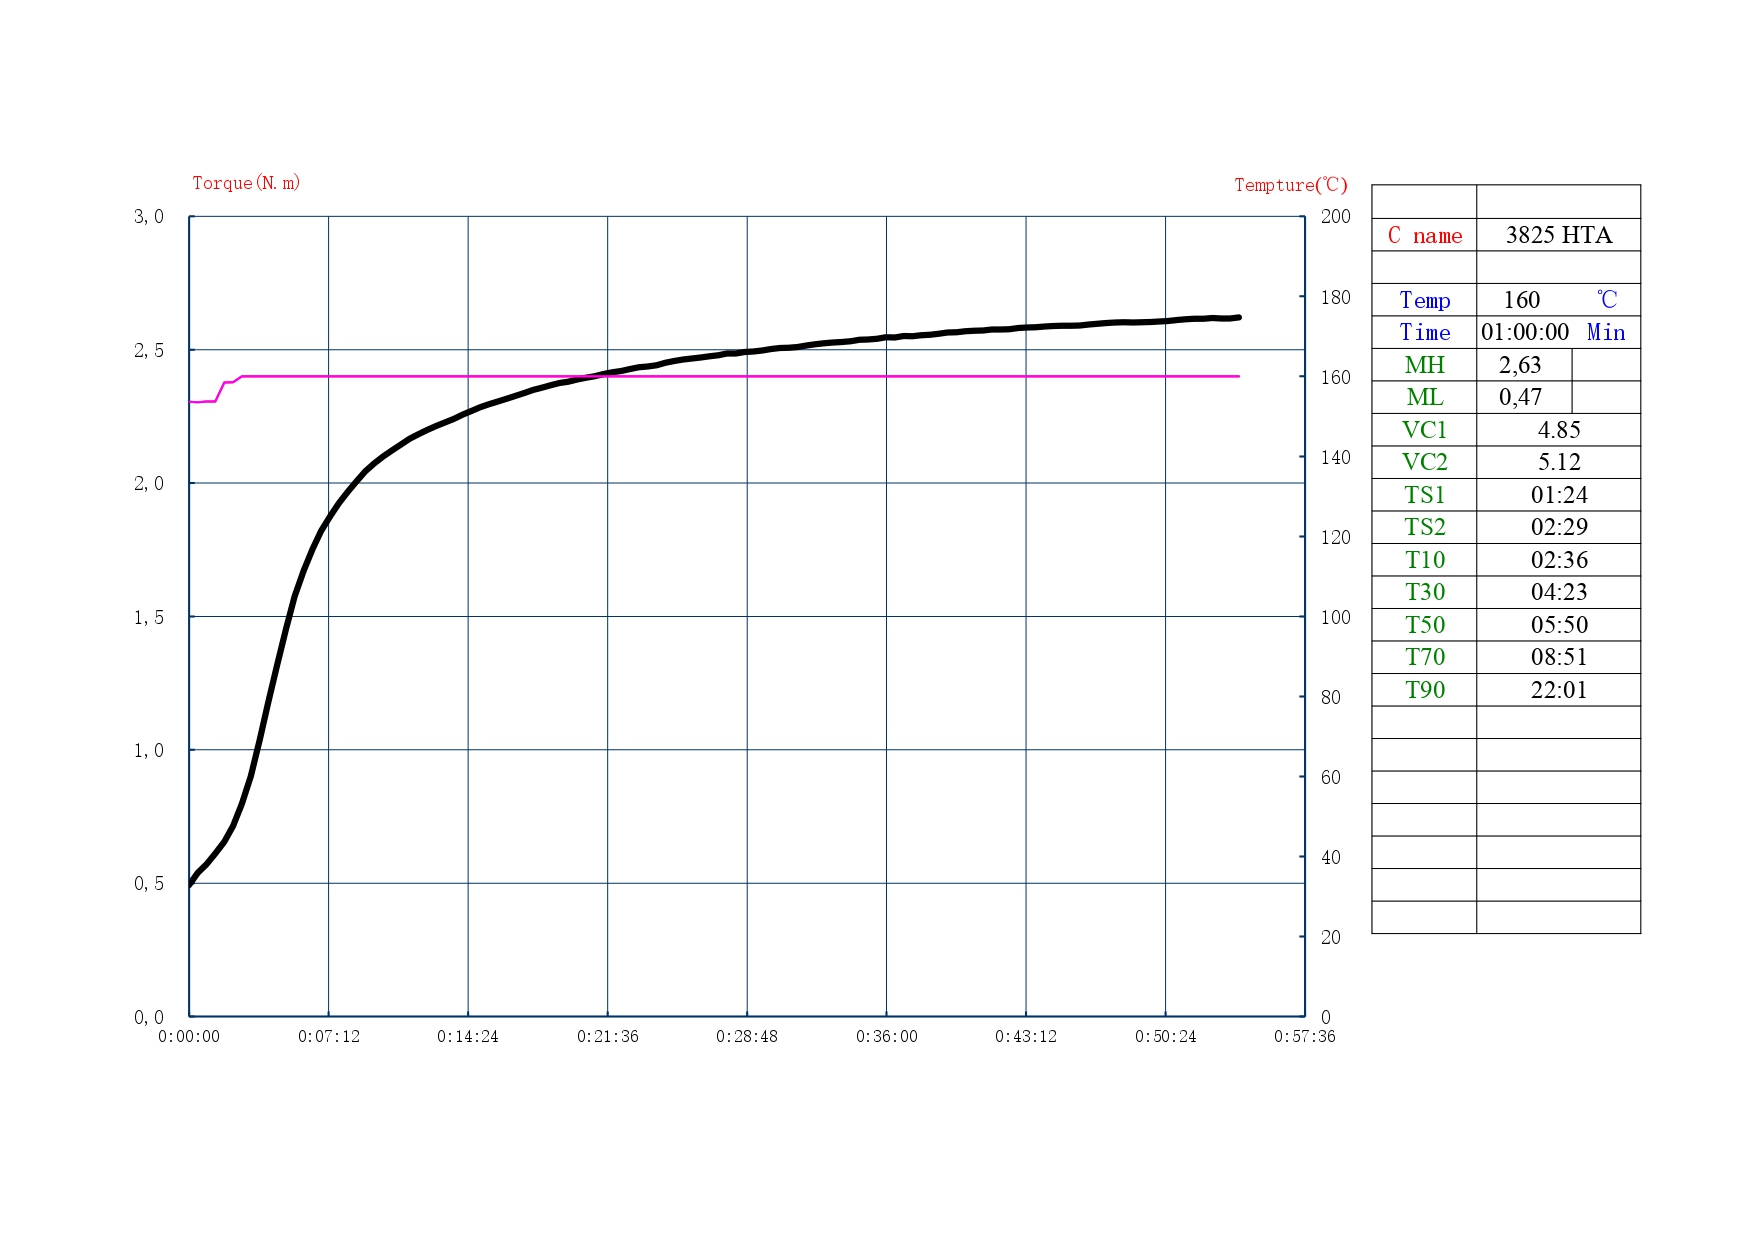 Torque(N.m)
Tempture(℃)
3,0
2,5
2,0
1,5
1,0
0,5
0,0
200
180
160
140
120
100
80
60
40
20
0
0:00:00 0:07:12 0:14:24 0:21:36 0:28:48 0:36:00 0:43:12 0:50:24 0:57:36
C name 3825 HTA
Temp 160 ℃
Time 01:00:00 Min
MH 2,63
ML 0,47
VC1 4.85
VC2 5.12
TS1 01:24
TS2 02:29
T10 02:36
T30 04:23
T50 05:50
T70 08:51
T90 22:01